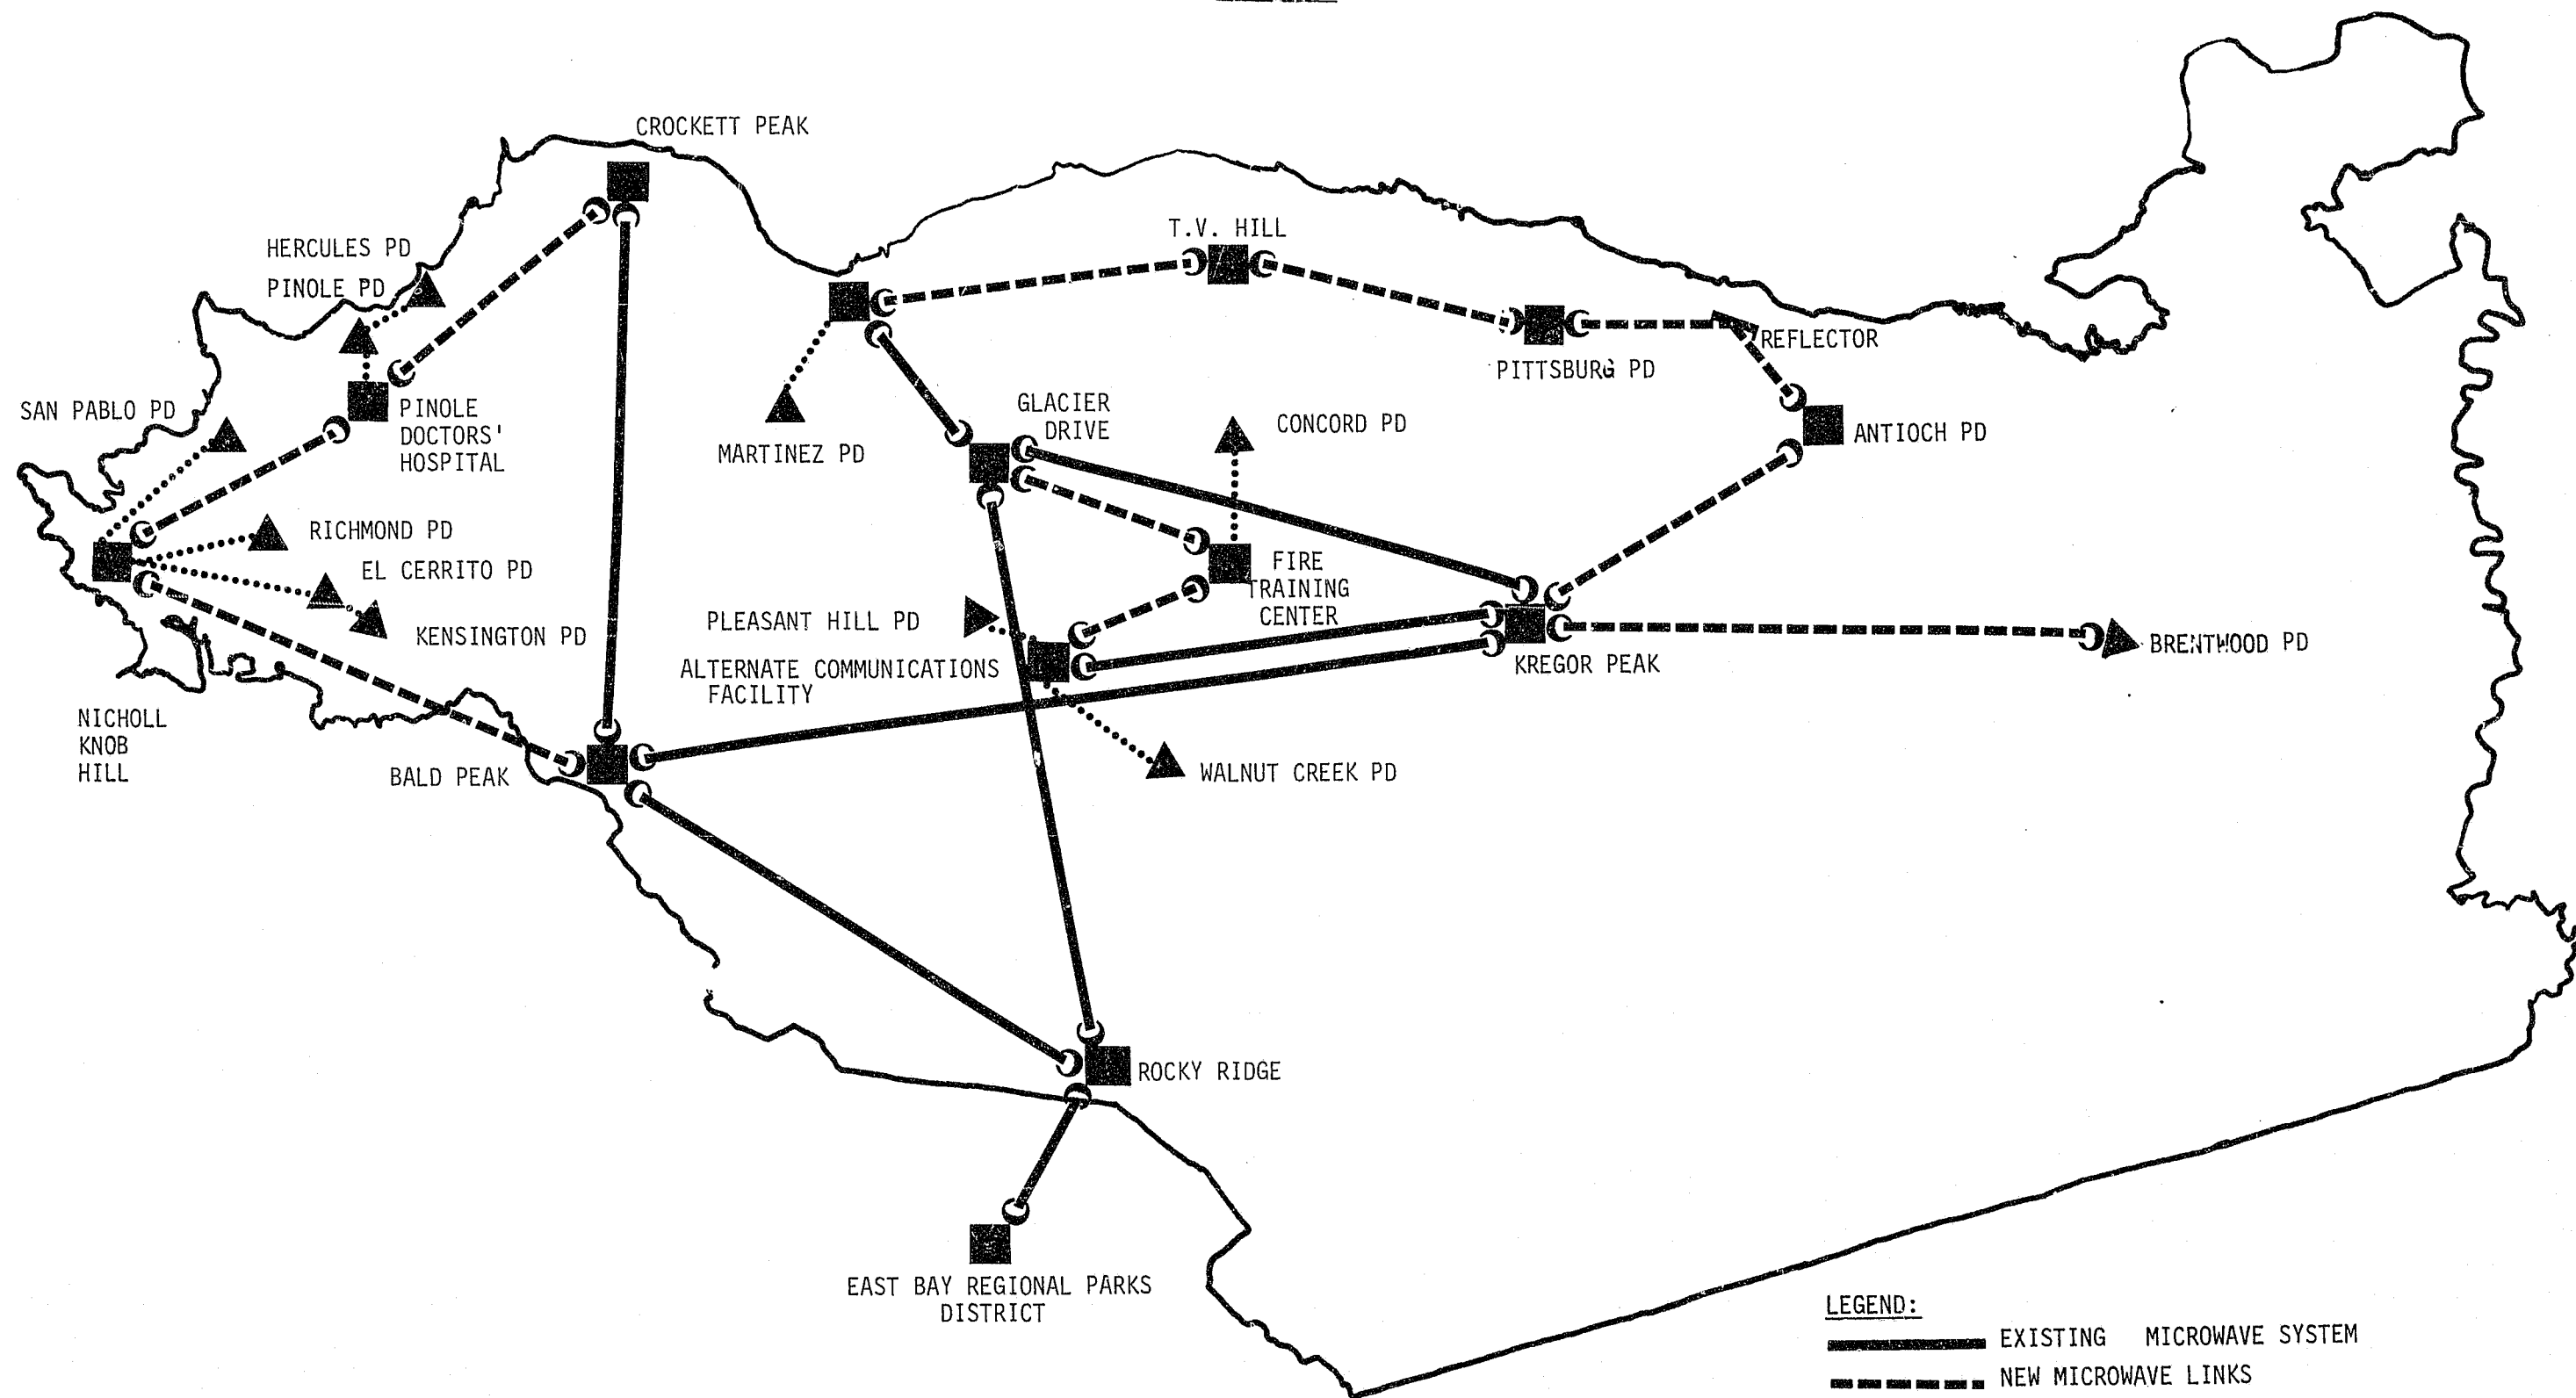 CROCKETT PEAK
T.V. HILL
HERCULES PD
PINOLE PD
REFLECTOR
PITTSBURG PD
SAN PABLO PD
PINOLE
DOCTORS'
HOSPITAL
GLACIER
DRIVE
CONCORD PD
ANTIOCH PD
MARTINEZ PD
RICHMOND PD
EL CERRITO PD
FIRE
TRAINING
CENTER
PLEASANT HILL PD
KENSINGTON PD
BRENTWOOD PD
KREGOR PEAK
ALTERNATE COMMUNICATIONS
FACILITY
NICHOLL
KNOB
HILL
BALD PEAK
WALNUT CREEK PD
ROCKY RIDGE
EAST BAY REGIONAL PARKS
DISTRICT
LEGEND:
EXISTING MICROWAVE SYSTEM
NEW MICROWAVE LINKS